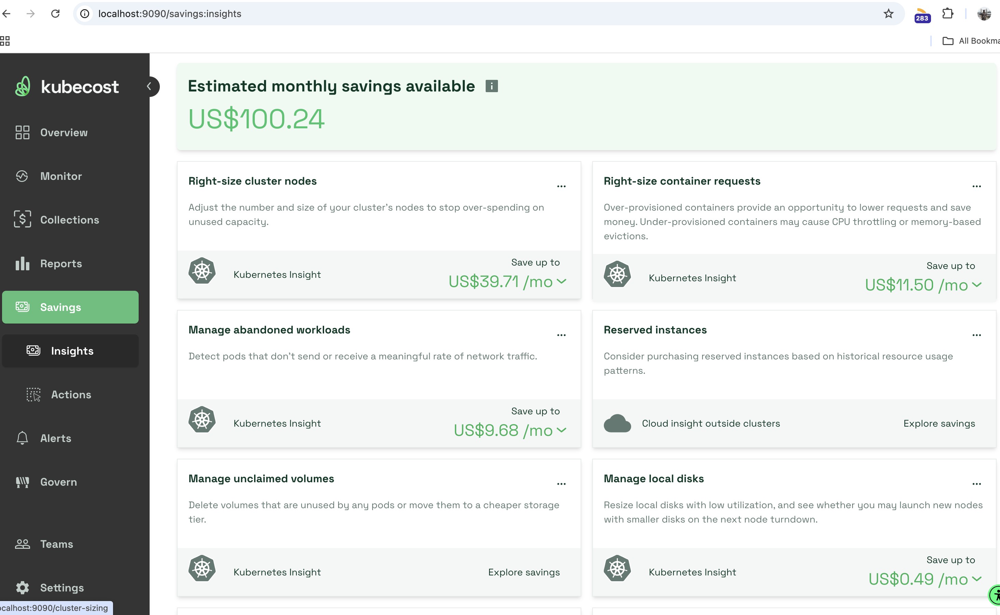 localhost:9090/savings:insights
283
All Bookma
kubecost
Overview
Monitor
Collections
Reports
Savings
Insights
Actions
Alerts
Govern
Teams
Settings
ocalhost:9090/cluster-sizing
Estimated monthly savings available
US$100.24
Right-size cluster nodes
Adjust the number and size of your cluster's nodes to stop over-spending on
unused capacity.
Kubernetes Insight
Save up to
US$39.71 /mo
Right-size container requests
Over-provisioned containers provide an opportunity to lower requests and save
money. Under-provisioned containers may cause CPU throttling or memory-based
evictions.
Kubernetes Insight
Save up to
US$11.50 /mo
Manage abandoned workloads
Detect pods that don't send or receive a meaningful rate of network traffic.
Kubernetes Insight
Save up to
US$9.68 /mo
Reserved instances
Consider purchasing reserved instances based on historical resource usage
patterns.
Cloud insight outside clusters
Explore savings
Manage unclaimed volumes
Delete volumes that are unused by any pods or move them to a cheaper storage
tier.
Kubernetes Insight
Explore savings
Manage local disks
Resize local disks with low utilization, and see whether you may launch new nodes
with smaller disks on the next node turndown.
Kubernetes Insight
Save up to
US$0.49 /mo